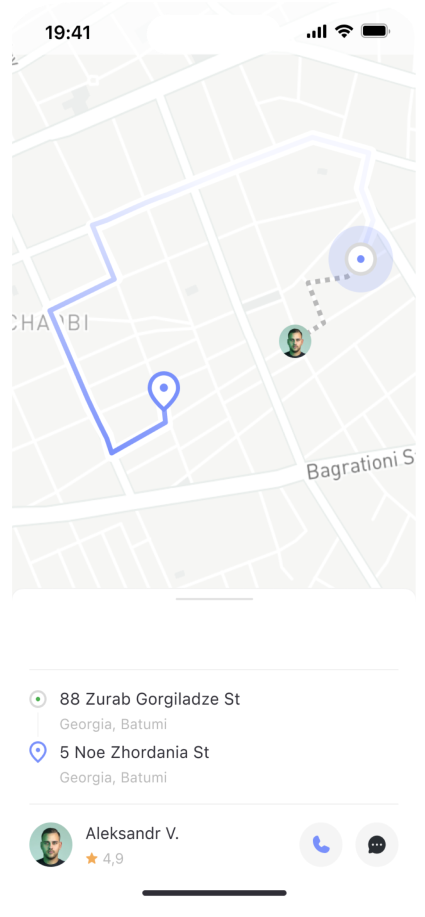 19:41
CHAOBI
Bagrationi S
88 Zurab Gorgiladze St
Georgia, Batumi
5 Noe Zhordania St
Georgia, Batumi
Aleksandr V.
4,9